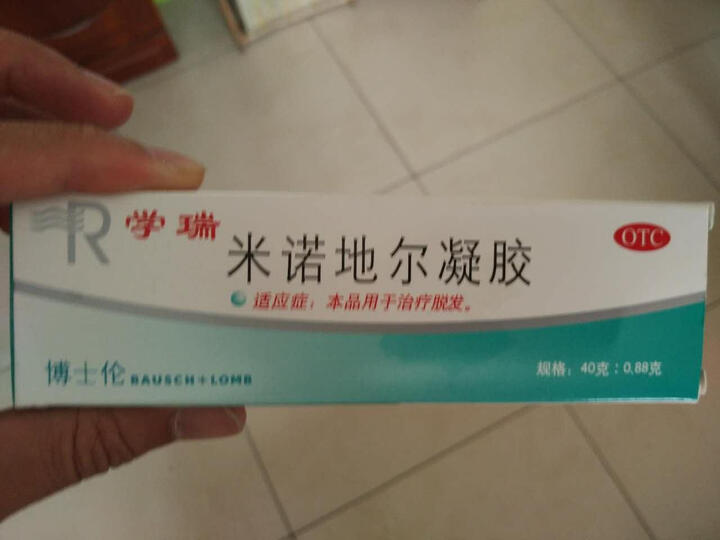 R 学瑞
OTC
米诺地尔凝胶
适应症：本品用于治疗脱发。
博士伦 BAUSCH+LOMB
规格：40克：0.88克